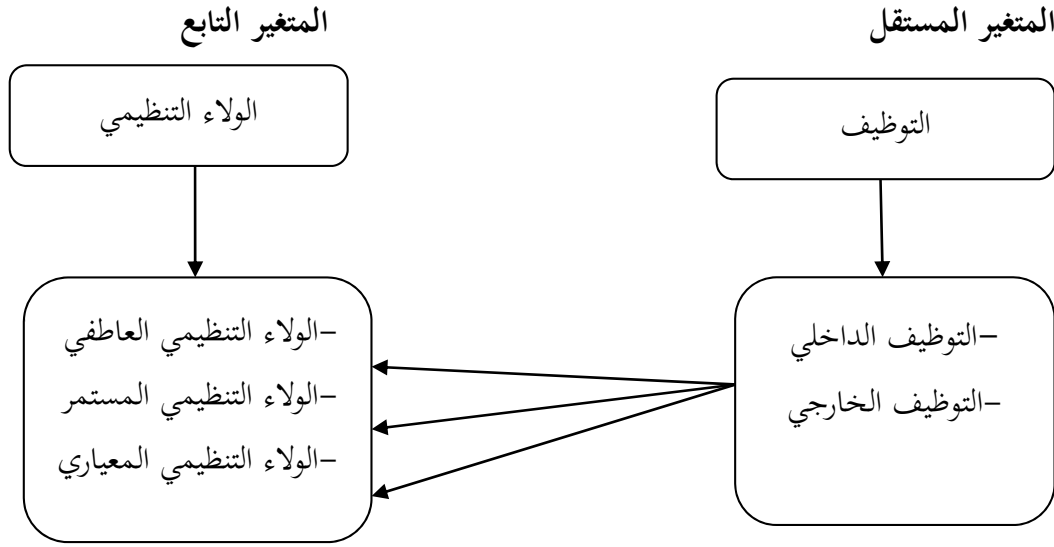 المتغير المستقل
المتغير التابع
التوظيف
الولاء التنظيمي
–التوظيف الداخلي
–التوظيف الخارجي
–الولاء التنظيمي العاطفي
–الولاء التنظيمي المستمر
–الولاء التنظيمي المعياري